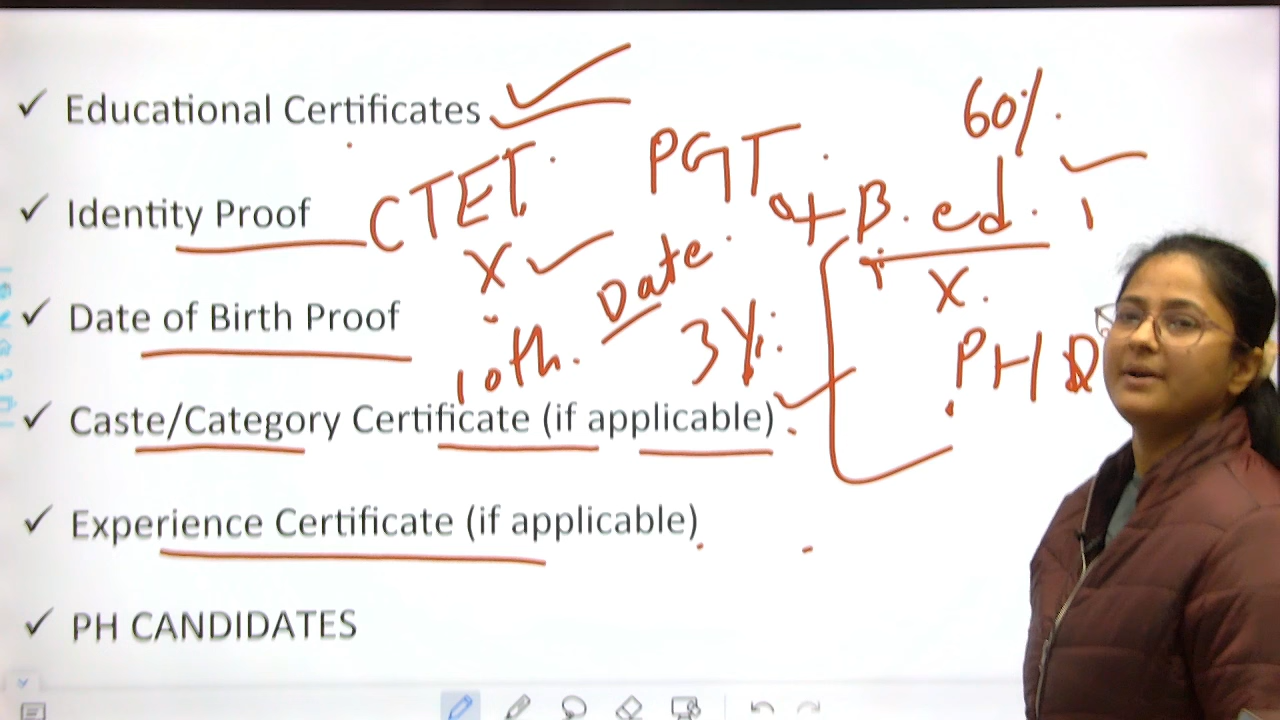 ✓ Educational Certificates
60%.
CTET.
PGT.
B.ed.
✓ Identity Proof
X
Date.
X.
✓ Date of Birth Proof
10th.
3 Yr.
PHD
✓ Caste/Category Certificate (if applicable)
✓ Experience Certificate (if applicable)
✓ PH CANDIDATES